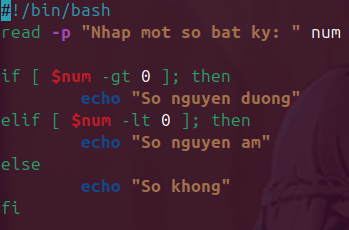 #!/bin/bash
read -p "Nhap mot so bat ky: " num
if [ $num -gt 0 ]; then
echo "So nguyen duong"
elif [ $num -lt 0 ]; then
echo "So nguyen am"
else
echo "So khong"
fi